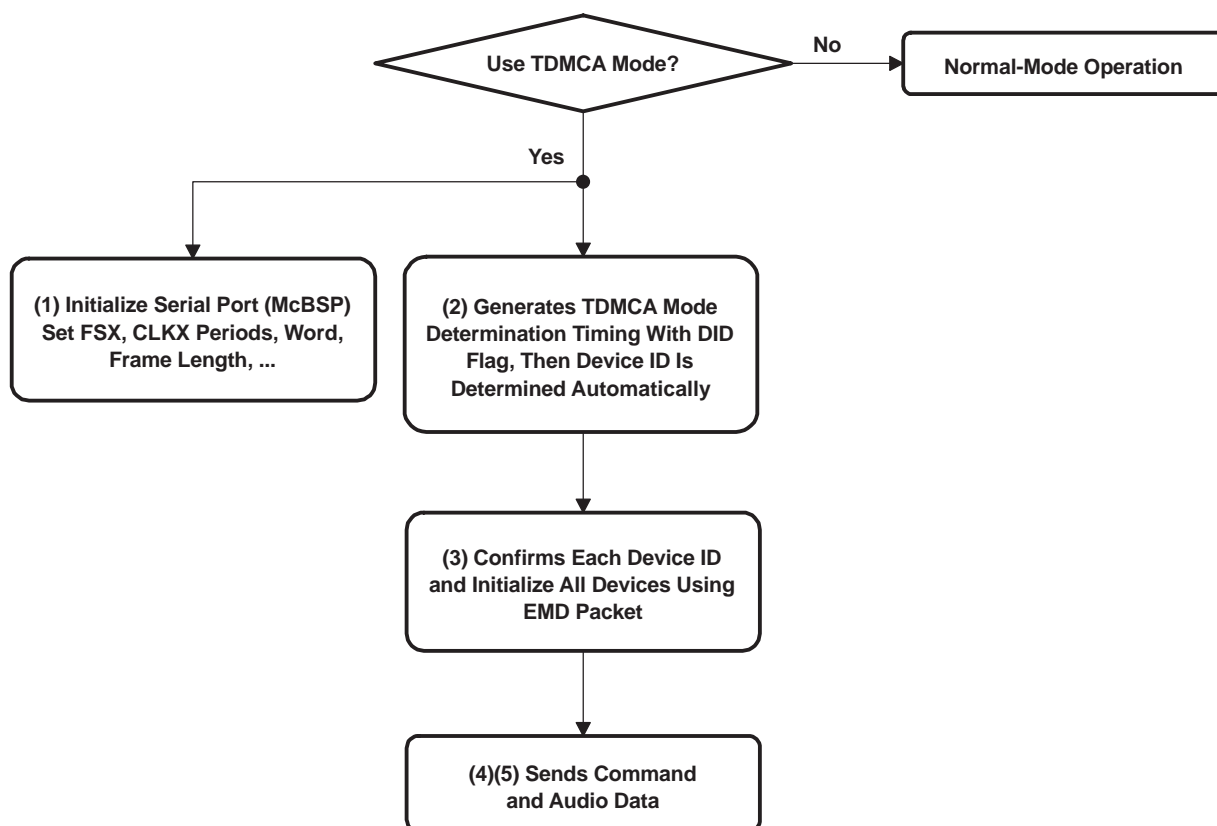 Use TDMCA Mode?
No
Normal-Mode Operation
Yes
(1) Initialize Serial Port (McBSP)
Set FSX, CLKX Periods, Word,
Frame Length, ...
(2) Generates TDMCA Mode
Determination Timing With DID
Flag, Then Device ID Is
Determined Automatically
(3) Confirms Each Device ID
and Initialize All Devices Using
EMD Packet
(4)(5) Sends Command
and Audio Data